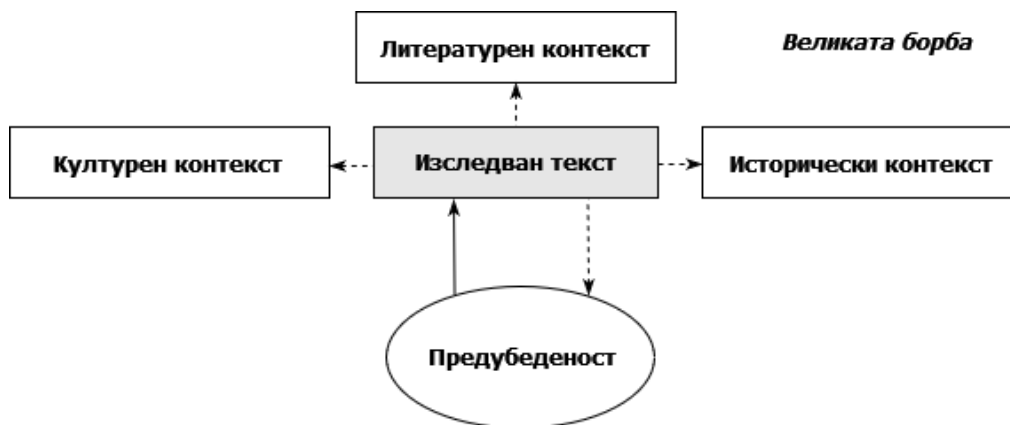 Литературен контекст
Великата борба
Културен контекст
Изследван текст
Исторически контекст
Предубеденост